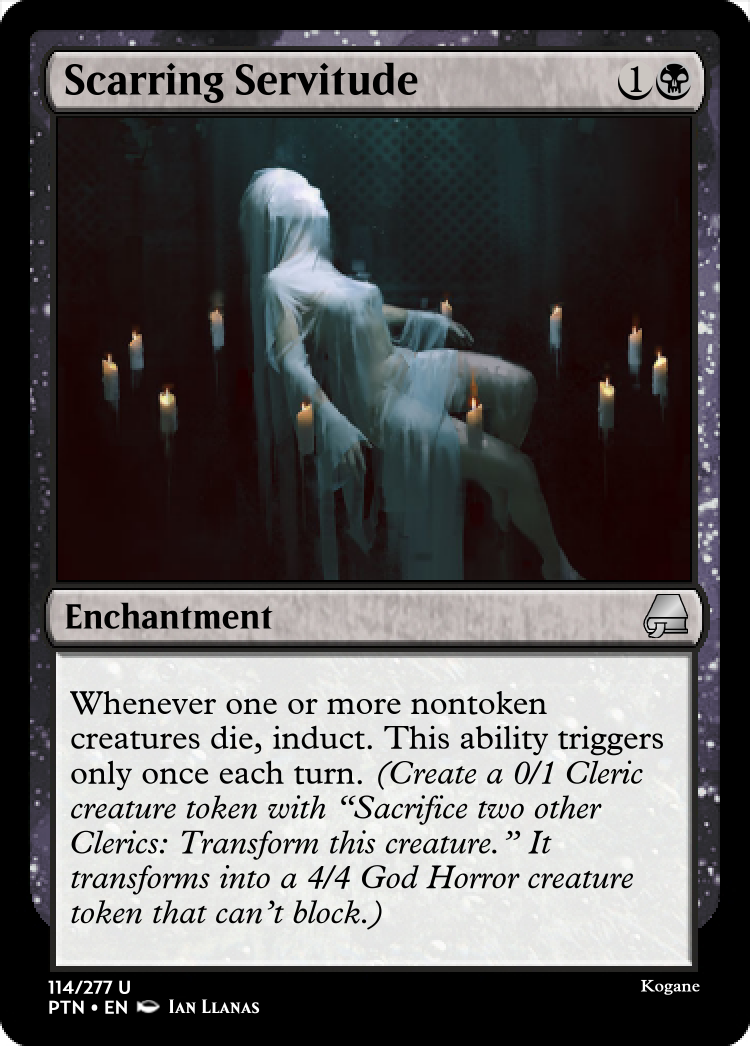 Scarring Servitude 1
Enchantment
Whenever one or more nontoken
creatures die, induct. This ability triggers
only once each turn. (Create a 0/1 Cleric
creature token with “Sacrifice two other
Clerics: Transform this creature.” It
transforms into a 4/4 God Horror creature
token that can’t block.)
114/277 U
Kogane
PTN • EN Ian Llanas